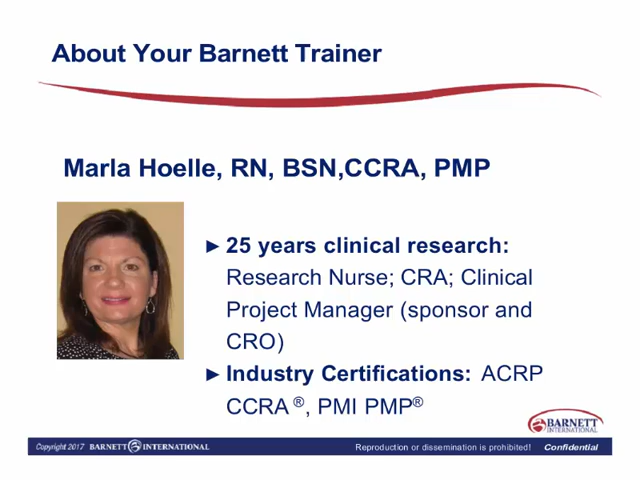 About Your Barnett Trainer
Marla Hoelle, RN, BSN,CCRA, PMP
► 25 years clinical research:
Research Nurse; CRA; Clinical
Project Manager (sponsor and
CRO)
► Industry Certifications: ACRP
CCRA ®, PMI PMP®
BARNETT
INTERNATIONAL
Copyright 2017 BARNETT INTERNATIONAL
Reproduction or dissemination is prohibited! Confidential